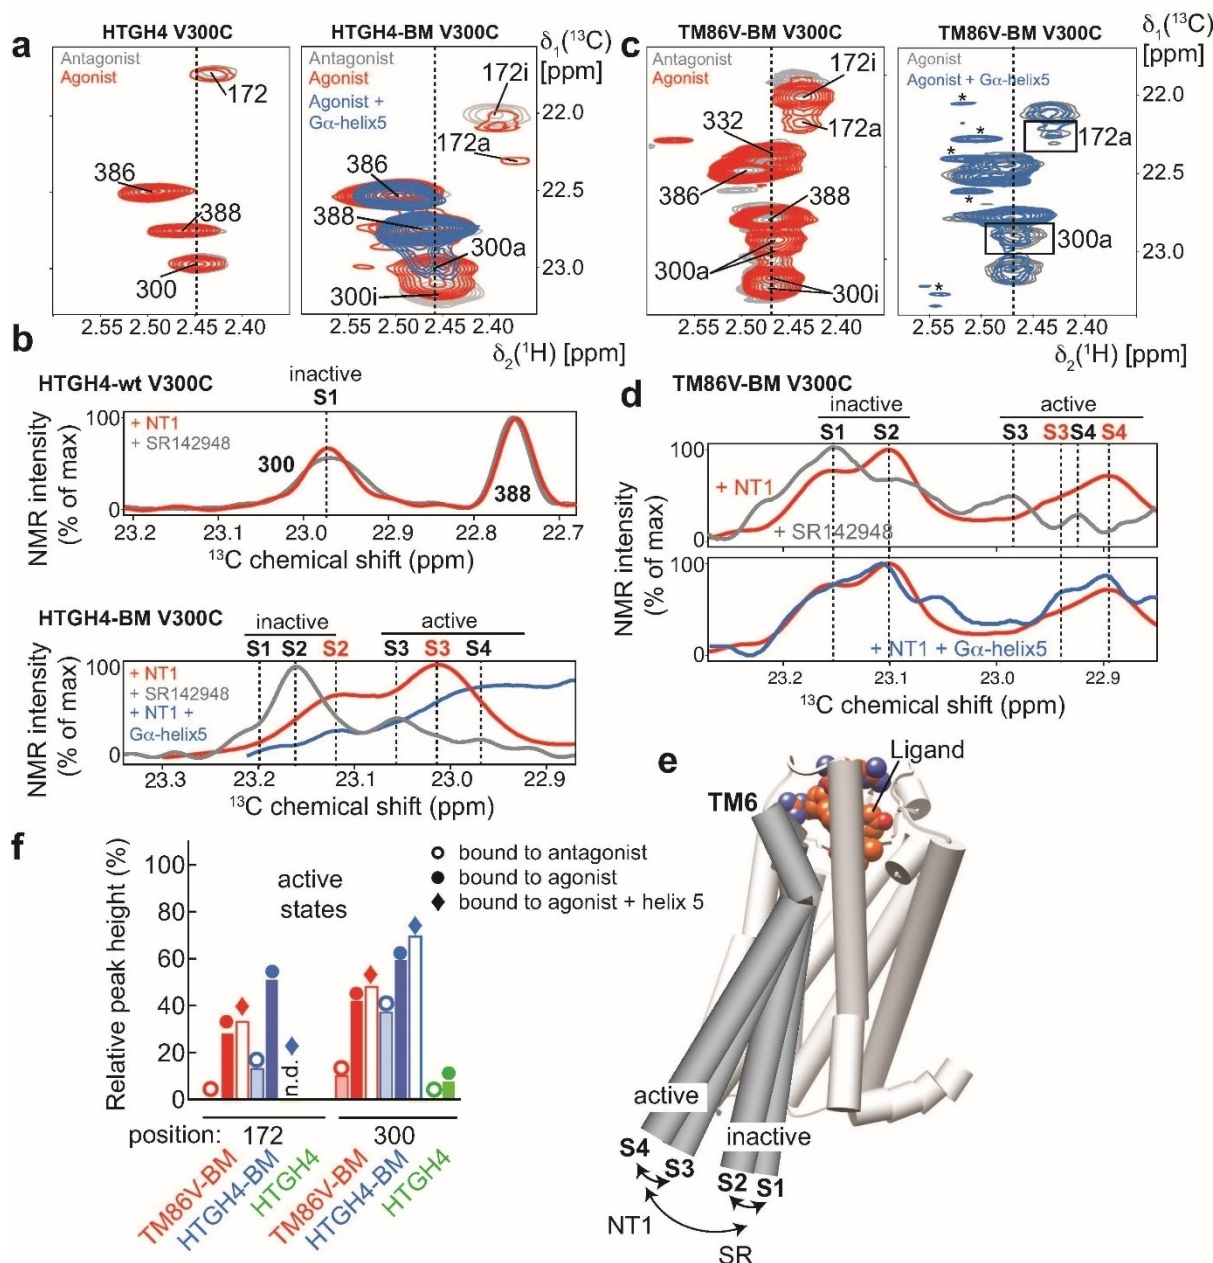 a
HTGH4 V300C
Antagonist
Agonist
172
386
388
300
2.55 2.50 2.45 2.40
HTGH4-BM V300C
Antagonist
Agonist
Agonist +
Gα-helix5
172i
172a
386
388
300a
300i
2.55 2.50 2.45 2.40
δ₁(¹³C)
[ppm]
22.0
22.5
23.0
δ₂(¹H) [ppm]
c
TM86V-BM V300C
Antagonist
Agonist
172i
332
172a
386
388
300a
300i
2.55 2.50 2.45 2.40
TM86V-BM V300C
Agonist
Agonist + Gα-helix5
*
*
*
*
*
172a
300a
2.55 2.50 2.45 2.40
δ₁(¹³C)
[ppm]
22.0
22.5
23.0
δ₂(¹H) [ppm]
b
HTGH4-wt V300C
inactive
S1
+ NT1
+ SR142948
300
388
100
0
NMR intensity
(% of max)
23.2 23.1 23.0 22.9 22.8 22.7
¹³C chemical shift (ppm)
HTGH4-BM V300C
inactive active
S1 S2 S2 S3 S3 S4
+ NT1
+ SR142948
+ NT1 +
Gα-helix5
100
0
NMR intensity
(% of max)
23.3 23.2 23.1 23.0 22.9
¹³C chemical shift (ppm)
d
TM86V-BM V300C
inactive active
S1 S2 S3 S3 S4 S4
+ NT1
+ SR142948
100
0
+ NT1 + Gα-helix5
100
0
NMR intensity
(% of max)
23.2 23.1 23.0 22.9
¹³C chemical shift (ppm)
e
Ligand
TM6
active
inactive
S4
S3
S2
S1
NT1
SR
f
Relative peak height (%)
100
80
60
40
20
0
active
states
bound to antagonist
bound to agonist
bound to agonist + helix 5
n.d.
position: 172 300
TM86V-BM
HTGH4-BM
HTGH4
TM86V-BM
HTGH4-BM
HTGH4